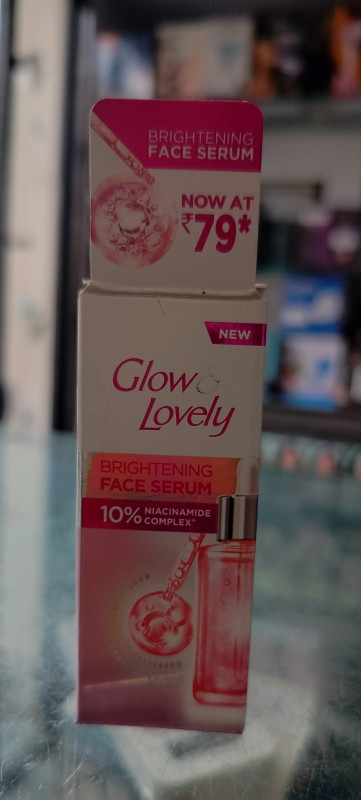 BRIGHTENING
FACE SERUM
NOW AT
₹79*
NEW
Glow &
Lovely
BRIGHTENING
FACE SERUM
10% NIACINAMIDE
COMPLEX^